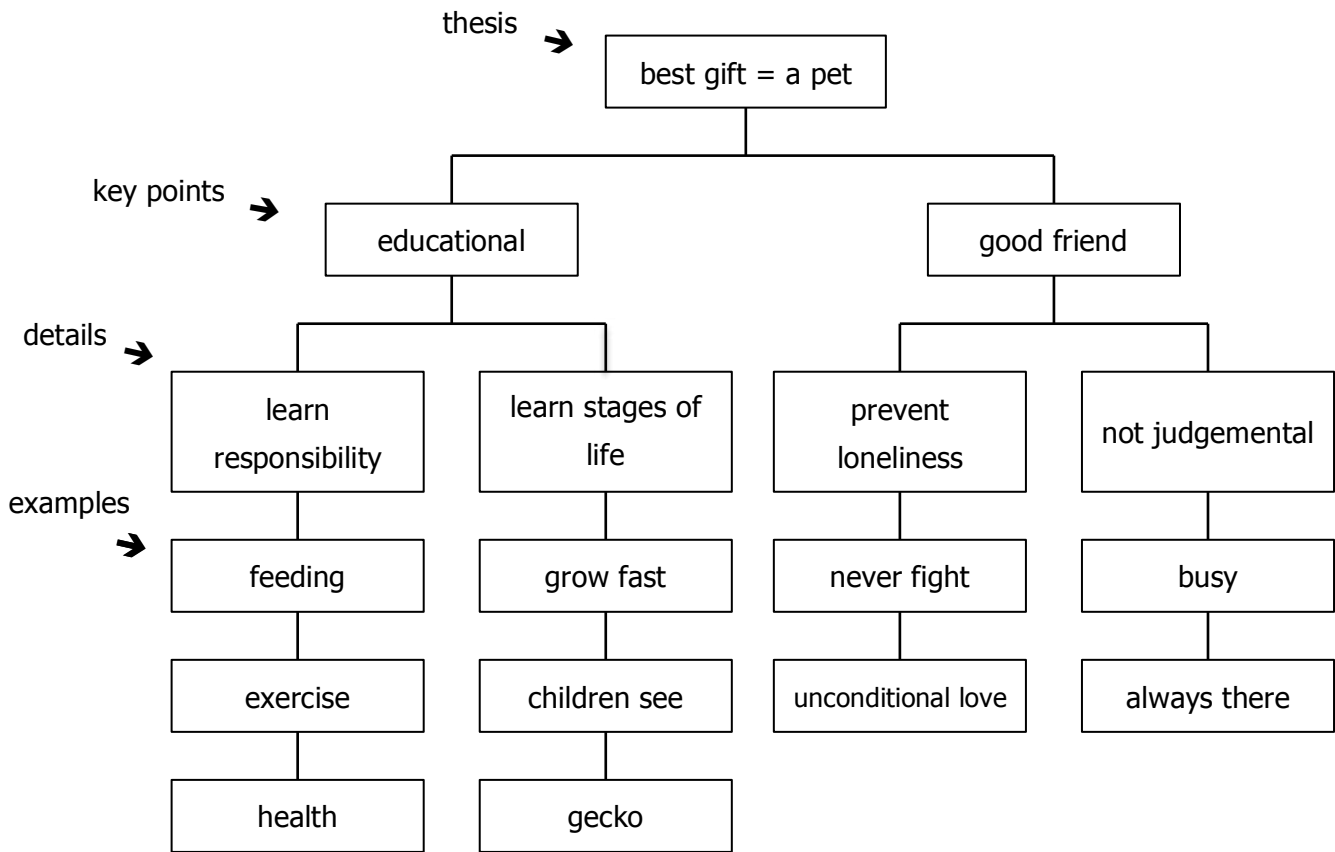 thesis
best gift = a pet
key points
educational
good friend
details
learn
responsibility
learn stages of
life
prevent
loneliness
not judgemental
examples
feeding
grow fast
never fight
busy
exercise
children see
unconditional love
always there
health
gecko